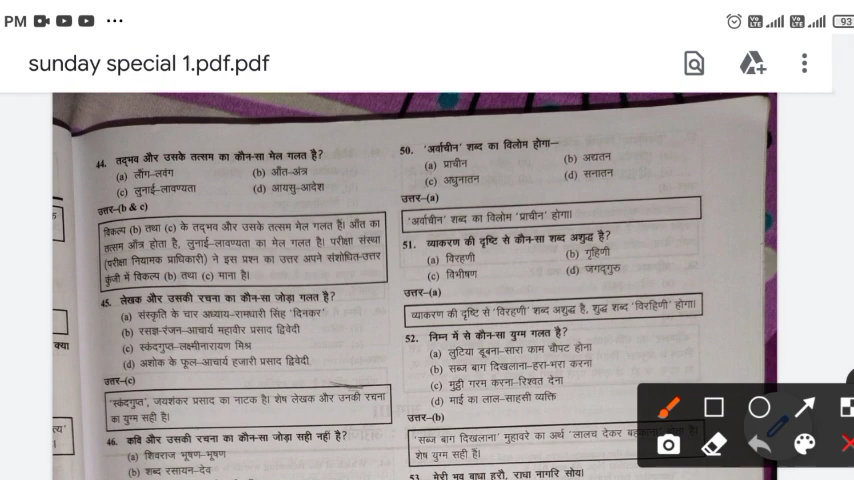 PM
VoLTE
VoLTE
93
sunday special 1.pdf.pdf
44. तद्भव और उसके तत्सम का कौन-सा मेल गलत है?
(a) लौंग-लवंग (b) आँत-अंत्र
(c) लुनाई-लावण्यता (d) आयसु-आदेश
उत्तर-(b & c)
विकल्प (b) तथा (c) के तद्भव और उसके तत्सम मेल गलत हैं। आँत का
तत्सम आँत्र होता है, लुनाई-लावण्यता का मेल गलत है। परीक्षा संस्था
(परीक्षा नियामक प्राधिकारी) ने इस प्रश्न का उत्तर अपने संशोधित-उत्तर
कुंजी में विकल्प (b) तथा (c) माना है।
45. लेखक और उसकी रचना का कौन-सा जोड़ा गलत है?
(a) संस्कृति के चार अध्याय-रामधारी सिंह 'दिनकर'
(b) रसज्ञ-रंजन-आचार्य महावीर प्रसाद द्विवेदी
(c) स्कंदगुप्त-लक्ष्मीनारायण मिश्र
(d) अशोक के फूल-आचार्य हजारी प्रसाद द्विवेदी
उत्तर-(c)
'स्कंदगुप्त', जयशंकर प्रसाद का नाटक है। शेष लेखक और उनकी रचना
का युग्म सही है।
46. कवि और उसकी रचना का कौन-सा जोड़ा सही नहीं है?
(a) शिवराज भूषण-भूषण
(b) शब्द रसायन-देव
क्या
50. 'अर्वाचीन' शब्द का विलोम होगा—
(a) प्राचीन (b) अद्यतन
(c) अधुनातन (d) सनातन
उत्तर-(a)
'अर्वाचीन' शब्द का विलोम 'प्राचीन' होगा।
51. व्याकरण की दृष्टि से कौन-सा शब्द अशुद्ध है?
(a) विरहणी (b) गृहिणी
(c) विभीषण (d) जगद्गुरु
उत्तर-(a)
व्याकरण की दृष्टि से 'विरहणी' शब्द अशुद्ध है, शुद्ध शब्द 'विरहिणी' होगा।
52. निम्न में से कौन-सा युग्म गलत है?
(a) लुटिया डूबना-सारा काम चौपट होना
(b) सब्ज बाग दिखलाना-हरा-भरा करना
(c) मुट्ठी गरम करना-रिश्वत देना
(d) माई का लाल-साहसी व्यक्ति
उत्तर-(b)
'सब्ज बाग दिखलाना' मुहावरे का अर्थ 'लालच देकर
शेष युग्म सही हैं।
53. मेरी भव बाधा हरौ, राधा नागरि सोय।